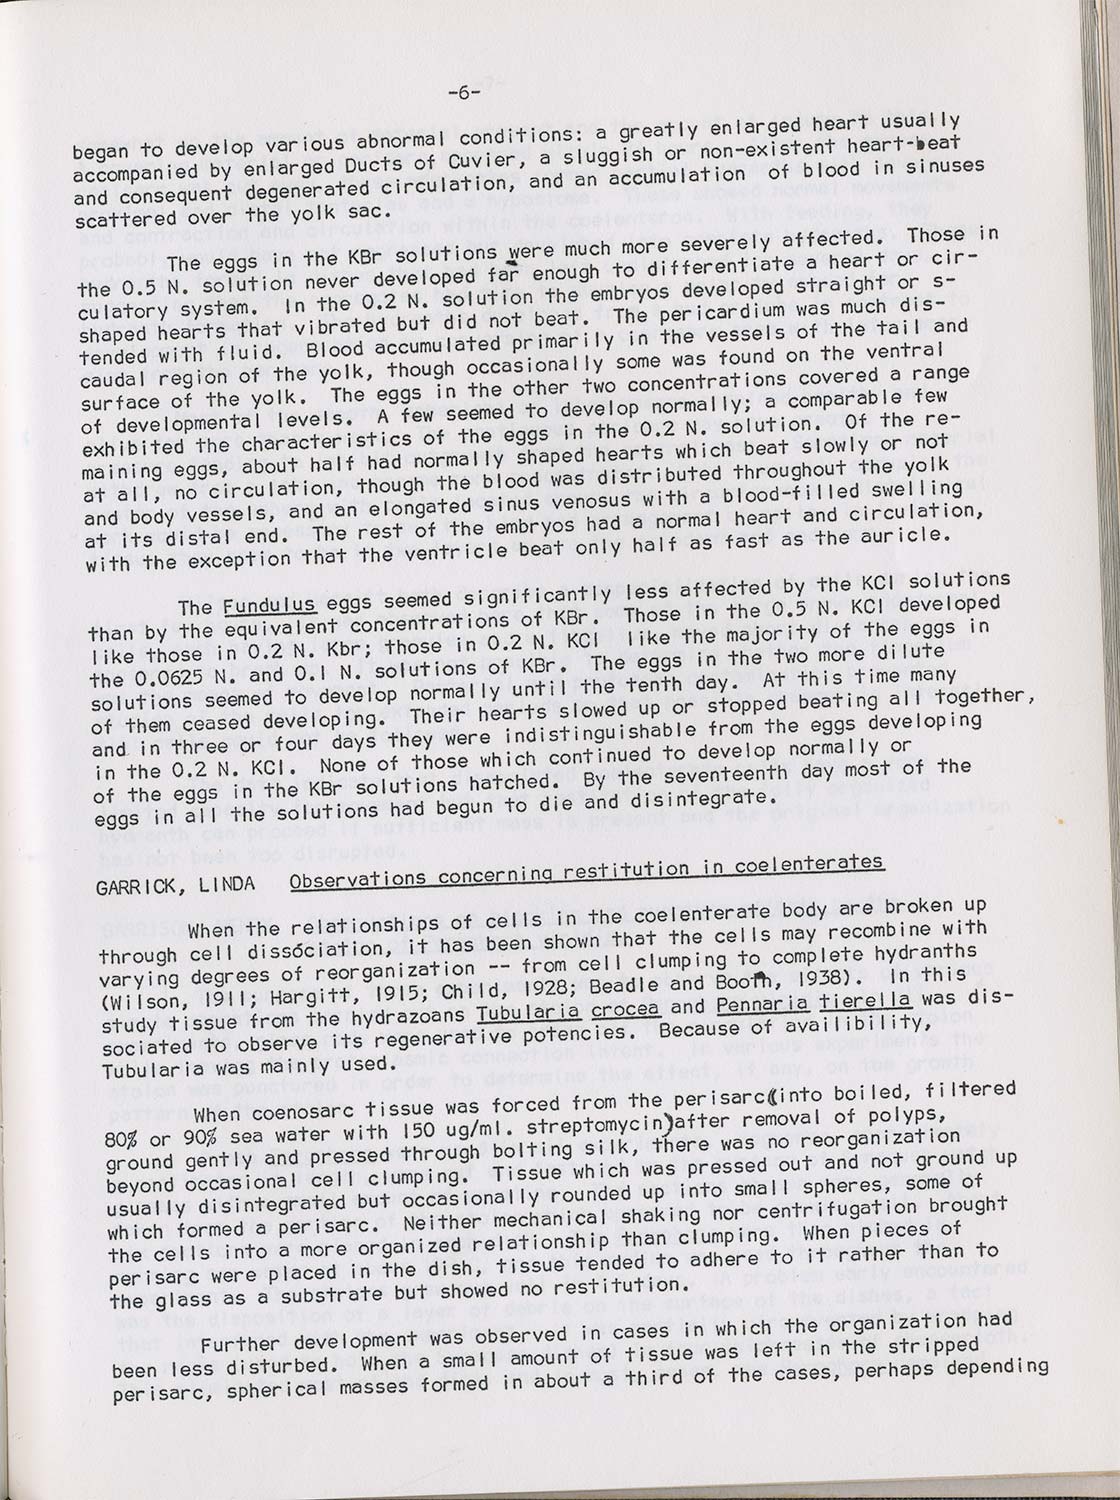 -6-
began to develop various abnormal conditions: a greatly enlarged heart usually
accompanied by enlarged Ducts of Cuvier, a sluggish or non-existent heart-beat
and consequent degenerated circulation, and an accumulation of blood in sinuses
scattered over the yolk sac.
The eggs in the KBr solutions were much more severely affected. Those in
the 0.5 N. solution never developed far enough to differentiate a heart or cir-
culatory system. In the 0.2 N. solution the embryos developed straight or s-
shaped hearts that vibrated but did not beat. The pericardium was much dis-
tended with fluid. Blood accumulated primarily in the vessels of the tail and
caudal region of the yolk, though occasionally some was found on the ventral
surface of the yolk. The eggs in the other two concentrations covered a range
of developmental levels. A few seemed to develop normally; a comparable few
exhibited the characteristics of the eggs in the 0.2 N. solution. Of the re-
maining eggs, about half had normally shaped hearts which beat slowly or not
at all, no circulation, though the blood was distributed throughout the yolk
and body vessels, and an elongated sinus venosus with a blood-filled swelling
at its distal end. The rest of the embryos had a normal heart and circulation,
with the exception that the ventricle beat only half as fast as the auricle.
The Fundulus eggs seemed significantly less affected by the KCl solutions
than by the equivalent concentrations of KBr. Those in the 0.5 N. KCl developed
like those in 0.2 N. Kbr; those in 0.2 N. KCl like the majority of the eggs in
the 0.0625 N. and 0.1 N. solutions of KBr. The eggs in the two more dilute
solutions seemed to develop normally until the tenth day. At this time many
of them ceased developing. Their hearts slowed up or stopped beating all together,
and in three or four days they were indistinguishable from the eggs developing
in the 0.2 N. KCl. None of those which continued to develop normally or
of the eggs in the KBr solutions hatched. By the seventeenth day most of the
eggs in all the solutions had begun to die and disintegrate.
GARRICK, LINDA Observations concerning restitution in coelenterates
When the relationships of cells in the coelenterate body are broken up
through cell dissociation, it has been shown that the cells may recombine with
varying degrees of reorganization -- from cell clumping to complete hydranths
(Wilson, 1911; Hargitt, 1915; Child, 1928; Beadle and Booth, 1938). In this
study tissue from the hydrazoans Tubularia crocea and Pennaria tierella was dis-
sociated to observe its regenerative potencies. Because of availibility,
Tubularia was mainly used.
When coenosarc tissue was forced from the perisarc(into boiled, filtered
80% or 90% sea water with 150 ug/ml. streptomycin)after removal of polyps,
ground gently and pressed through bolting silk, there was no reorganization
beyond occasional cell clumping. Tissue which was pressed out and not ground up
usually disintegrated but occasionally rounded up into small spheres, some of
which formed a perisarc. Neither mechanical shaking nor centrifugation brought
the cells into a more organized relationship than clumping. When pieces of
perisarc were placed in the dish, tissue tended to adhere to it rather than to
the glass as a substrate but showed no restitution.
Further development was observed in cases in which the organization had
been less disturbed. When a small amount of tissue was left in the stripped
perisarc, spherical masses formed in about a third of the cases, perhaps depending